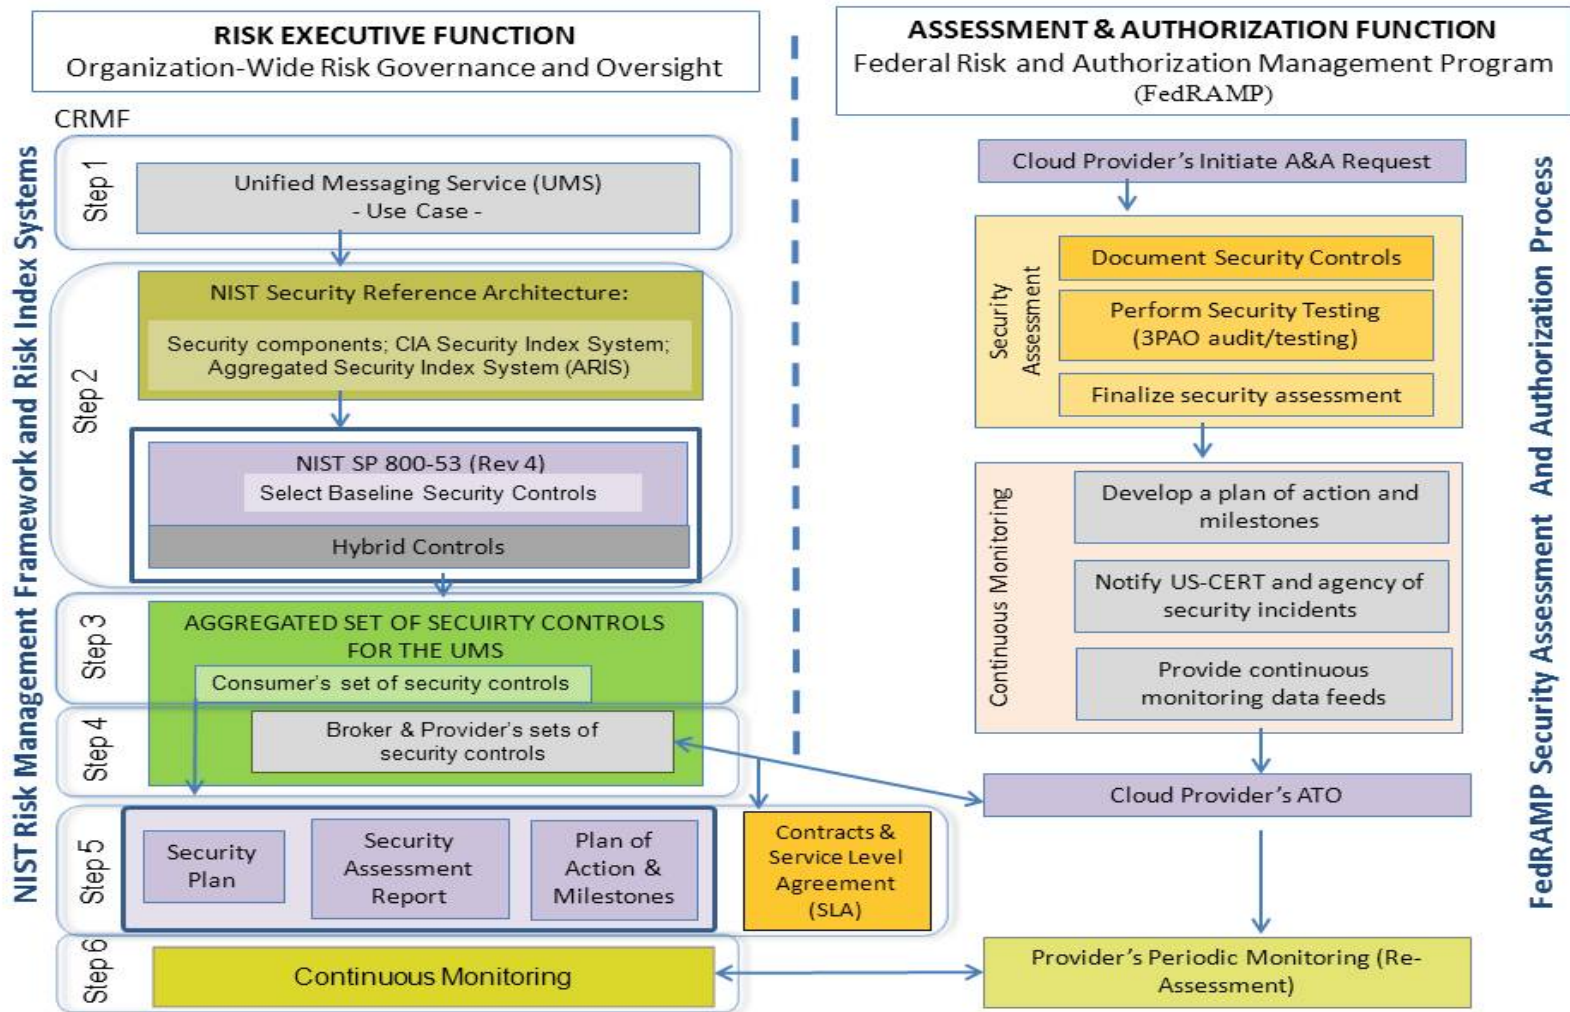 RISK EXECUTIVE FUNCTION
Organization-Wide Risk Governance and Oversight
CRMF
NIST Risk Management Framework and Risk Index Systems
Step 1
Unified Messaging Service (UMS)
- Use Case -
Step 2
NIST Security Reference Architecture:
Security components; CIA Security Index System;
Aggregated Security Index System (ARIS)
NIST SP 800-53 (Rev 4)
Select Baseline Security Controls
Hybrid Controls
Step 3
AGGREGATED SET OF SECUIRTY CONTROLS
FOR THE UMS
Consumer's set of security controls
Step 4
Broker & Provider's sets of
security controls
Step 5
Security
Plan
Security
Assessment
Report
Plan of
Action &
Milestones
Contracts &
Service Level
Agreement
(SLA)
Step 6
Continuous Monitoring
ASSESSMENT & AUTHORIZATION FUNCTION
Federal Risk and Authorization Management Program
(FedRAMP)
Cloud Provider's Initiate A&A Request
Security
Assessment
Document Security Controls
Perform Security Testing
(3PAO audit/testing)
Finalize security assessment
Continuous Monitoring
Develop a plan of action and
milestones
Notify US-CERT and agency of
security incidents
Provide continuous
monitoring data feeds
Cloud Provider's ATO
Provider's Periodic Monitoring (Re-
Assessment)
FedRAMP Security Assessment And Authorization Process